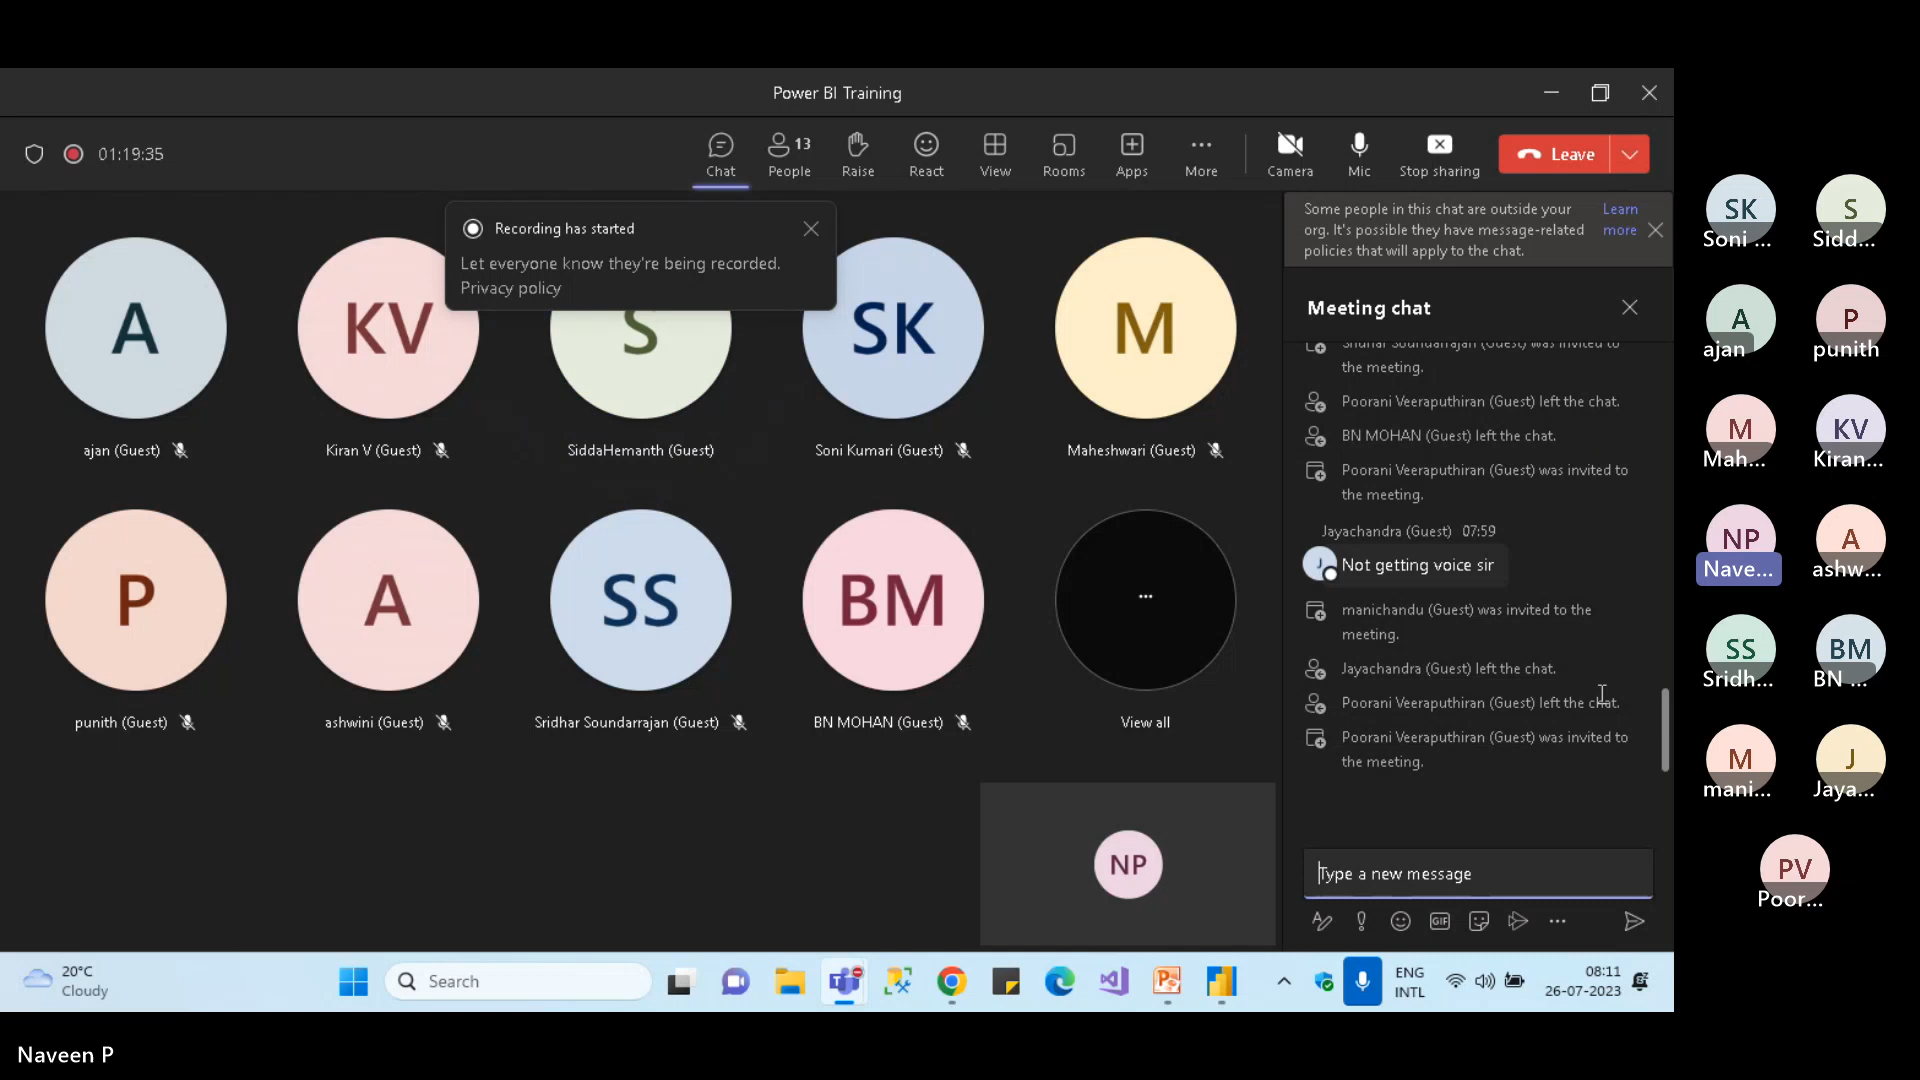 Power BI Training
01:19:35
Chat
People 13
Raise
React
View
Rooms
Apps
More
Camera
Mic
Stop sharing
Leave
Recording has started
Let everyone know they're being recorded.
Privacy policy
A
ajan (Guest)
KV
Kiran V (Guest)
S
SiddaHemanth (Guest)
SK
Soni Kumari (Guest)
M
Maheshwari (Guest)
P
punith (Guest)
A
ashwini (Guest)
SS
Sridhar Soundarrajan (Guest)
BM
BN MOHAN (Guest)
...
View all
NP
Some people in this chat are outside your
org. It's possible they have message-related
policies that will apply to the chat.
Learn
more
Meeting chat
Sridhar Soundarrajan (Guest) was invited to
the meeting.
Poorani Veeraputhiran (Guest) left the chat.
BN MOHAN (Guest) left the chat.
Poorani Veeraputhiran (Guest) was invited to
the meeting.
Jayachandra (Guest) 07:59
J
Not getting voice sir
manichandu (Guest) was invited to the
meeting.
Jayachandra (Guest) left the chat.
Poorani Veeraputhiran (Guest) left the chat.
Poorani Veeraputhiran (Guest) was invited to
the meeting.
Type a new message
GIF
SK
Soni ...
S
Sidd...
A
ajan
P
punith
M
Mah...
KV
Kiran...
NP
Nave...
A
ashw...
SS
Sridh...
BM
BN ...
M
mani...
J
Jaya...
PV
Poor...
20°C
Cloudy
Search
ENG
INTL
08:11
26-07-2023
Naveen P